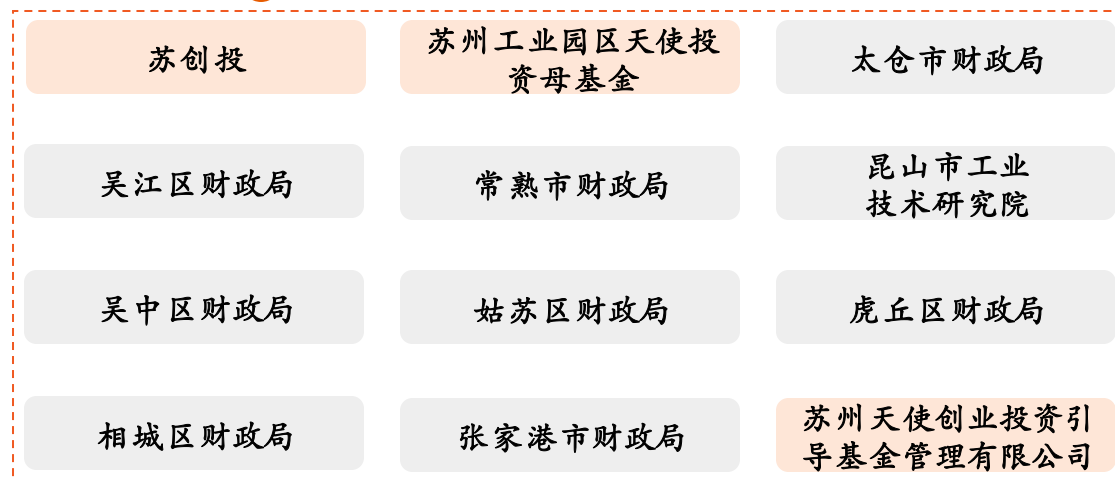 苏创投
苏州工业园区天使投
资母基金
太仓市财政局
吴江区财政局
常熟市财政局
昆山市工业
技术研究院
吴中区财政局
姑苏区财政局
虎丘区财政局
相城区财政局
张家港市财政局
苏州天使创业投资引
导基金管理有限公司